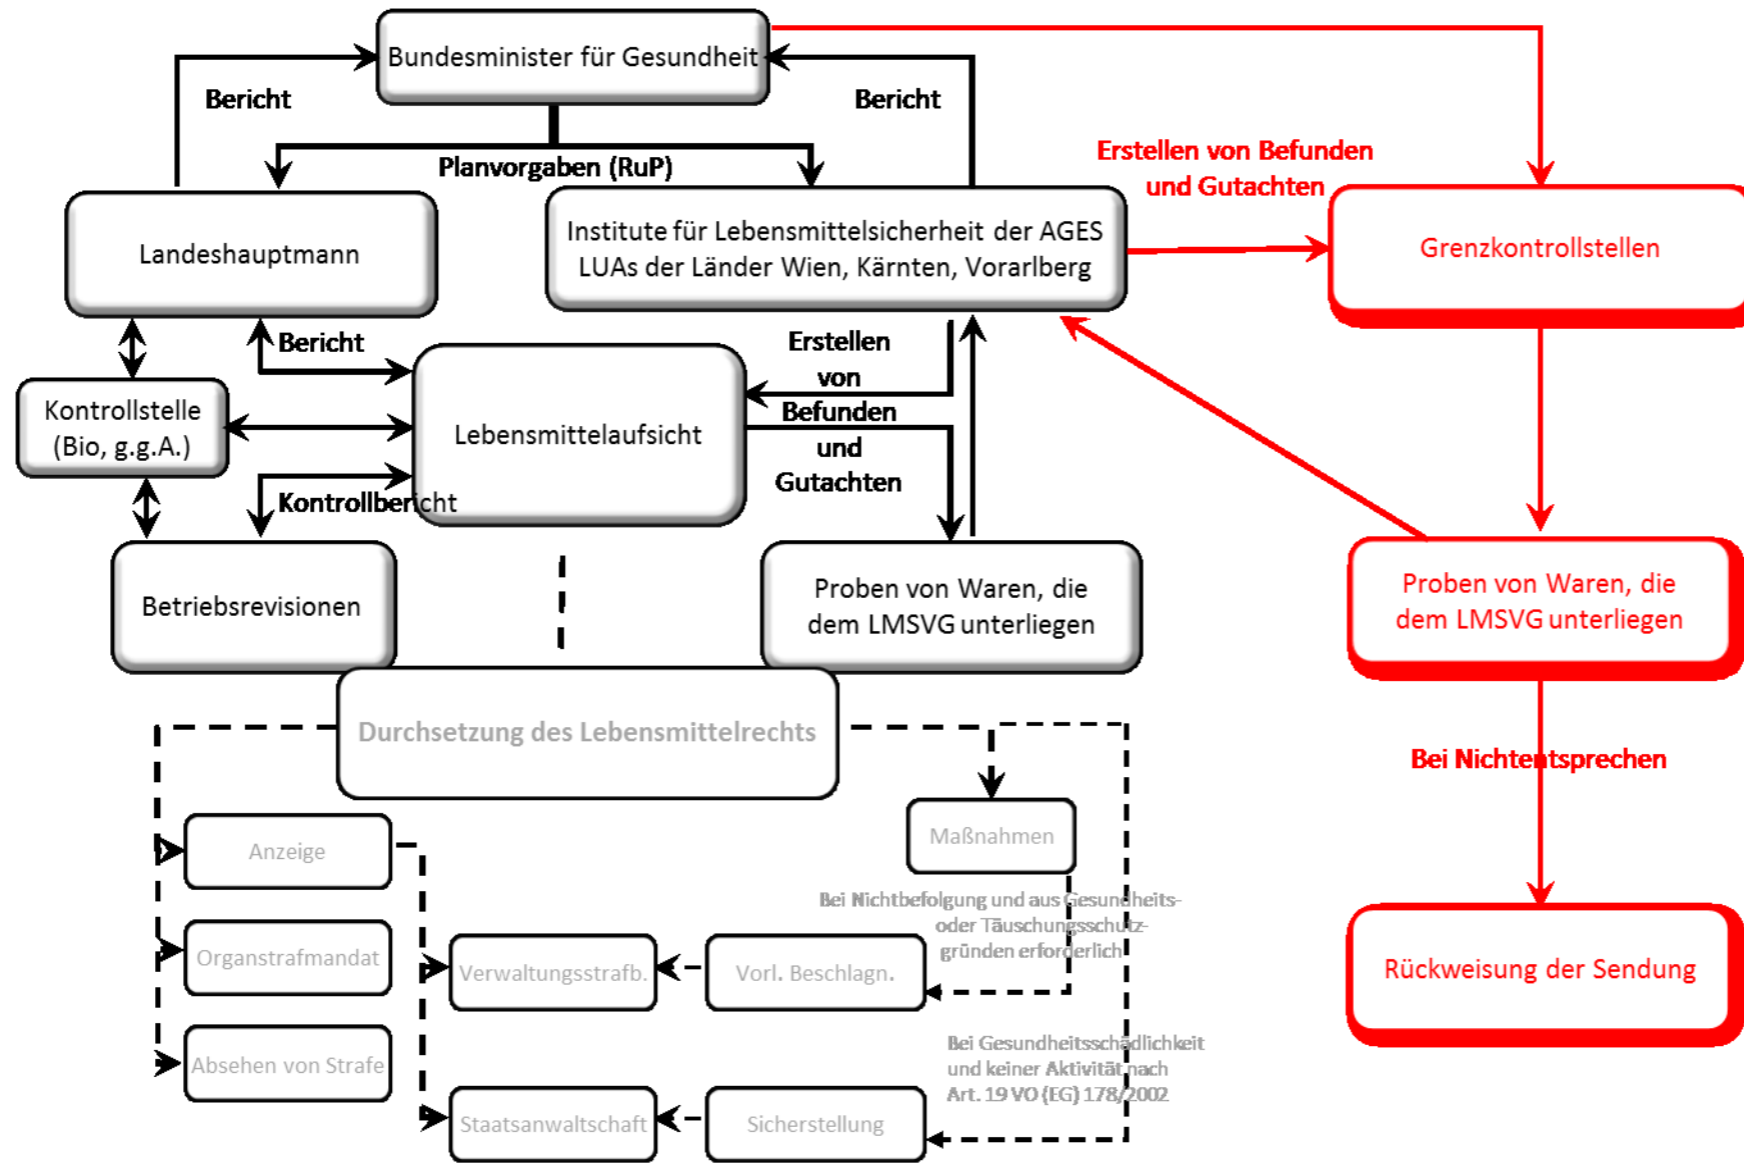 Bundesminister für Gesundheit
Bericht
Bericht
Planvorgaben (RuP)
Erstellen von Befunden
und Gutachten
Landeshauptmann
Institute für Lebensmittelsicherheit der AGES
LUAs der Länder Wien, Kärnten, Vorarlberg
Grenzkontrollstellen
Bericht
Erstellen
von
Befunden
und
Gutachten
Kontrollstelle
(Bio, g.g.A.)
Lebensmittelaufsicht
Kontrollbericht
Betriebsrevisionen
Proben von Waren, die
dem LMSVG unterliegen
Proben von Waren, die
dem LMSVG unterliegen
Durchsetzung des Lebensmittelrechts
Bei Nichtentsprechen
Anzeige
Maßnahmen
Bei Nichtbefolgung und aus Gesundheits-
oder Täuschungsschutz-
gründen erforderlich
Organstrafmandat
Verwaltungsstrafb.
Vorl. Beschlagn.
Rückweisung der Sendung
Absehen von Strafe
Bei Gesundheitsschädlichkeit
und keiner Aktivität nach
Art. 19 VO (EG) 178/2002
Staatsanwaltschaft
Sicherstellung